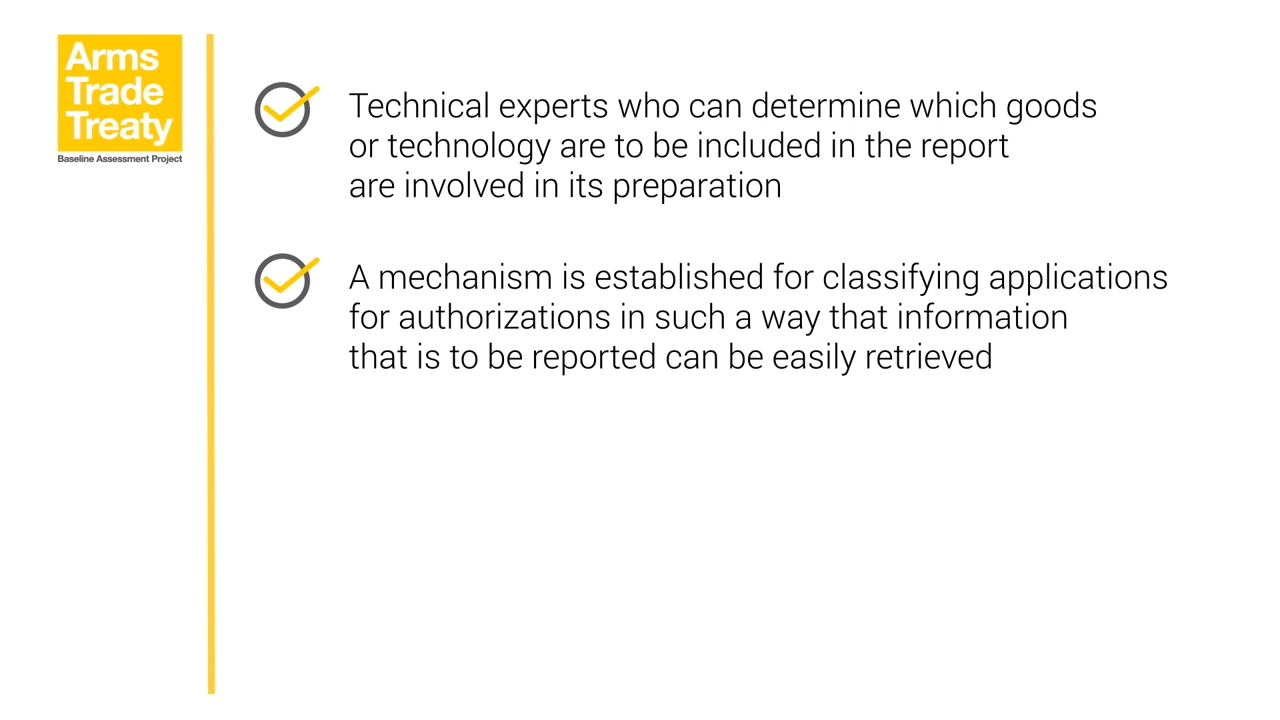 Arms
Trade
Treaty
Baseline Assessment Project
Technical experts who can determine which goods
or technology are to be included in the report
are involved in its preparation
A mechanism is established for classifying applications
for authorizations in such a way that information
that is to be reported can be easily retrieved